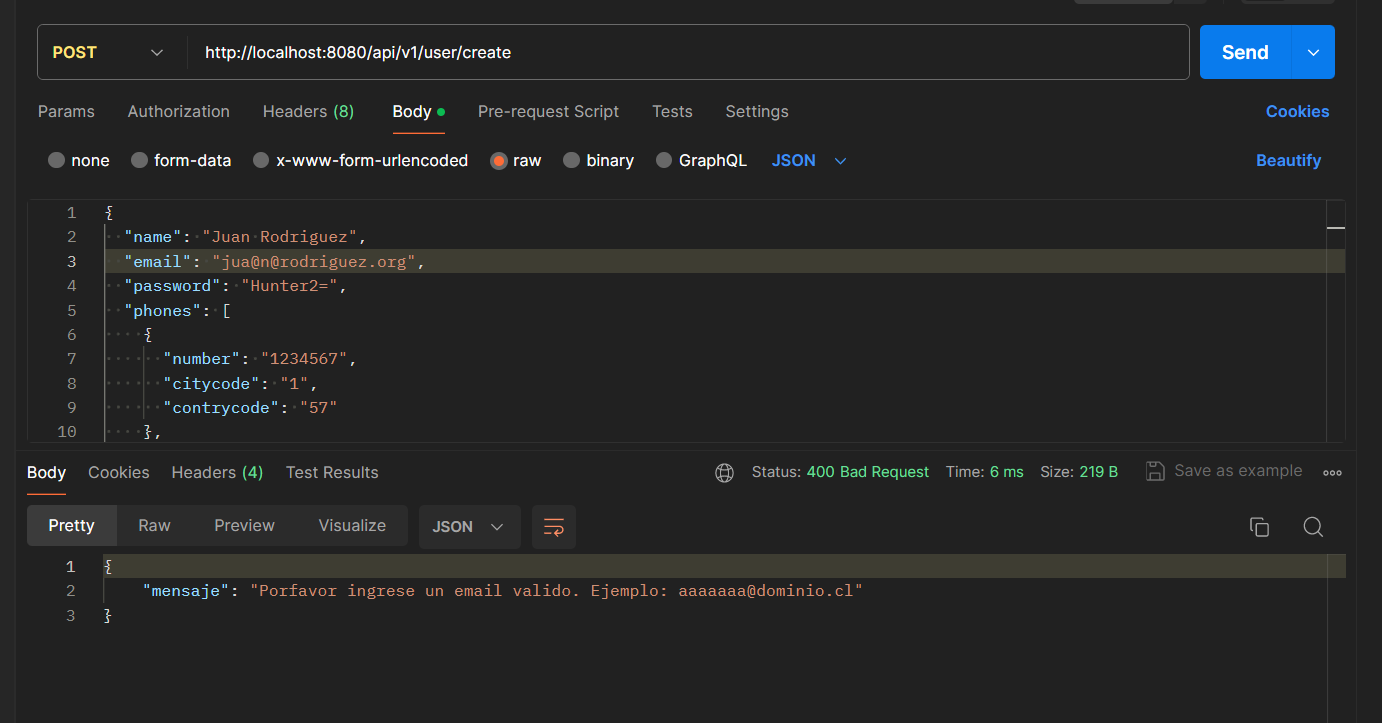 POST http://localhost:8080/api/v1/user/create Send
Params Authorization Headers (8) Body Pre-request Script Tests Settings Cookies
none form-data x-www-form-urlencoded raw binary GraphQL JSON Beautify
1 {
2 "name": "Juan Rodriguez",
3 "email": "jua@n@rodriguez.org",
4 "password": "Hunter2=",
5 "phones": [
6 {
7 "number": "1234567",
8 "citycode": "1",
9 "contrycode": "57"
10 },
Body Cookies Headers (4) Test Results Status: 400 Bad Request Time: 6 ms Size: 219 B Save as example
Pretty Raw Preview Visualize JSON
1 {
2 "mensaje": "Porfavor ingrese un email valido. Ejemplo: aaaaaaa@dominio.cl"
3 }